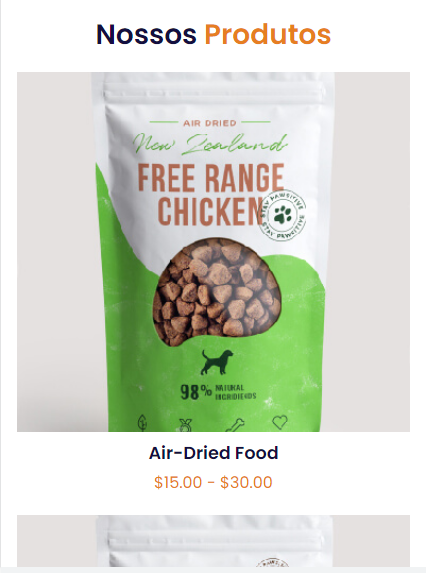 Nossos Produtos
AIR DRIED
New Zealand
FREE RANGE
CHICKEN
STAY PAWSITIVE
STAY PAWSITIVE
98% NATURAL
INGRIDIENDS
Air-Dried Food
$15.00 - $30.00